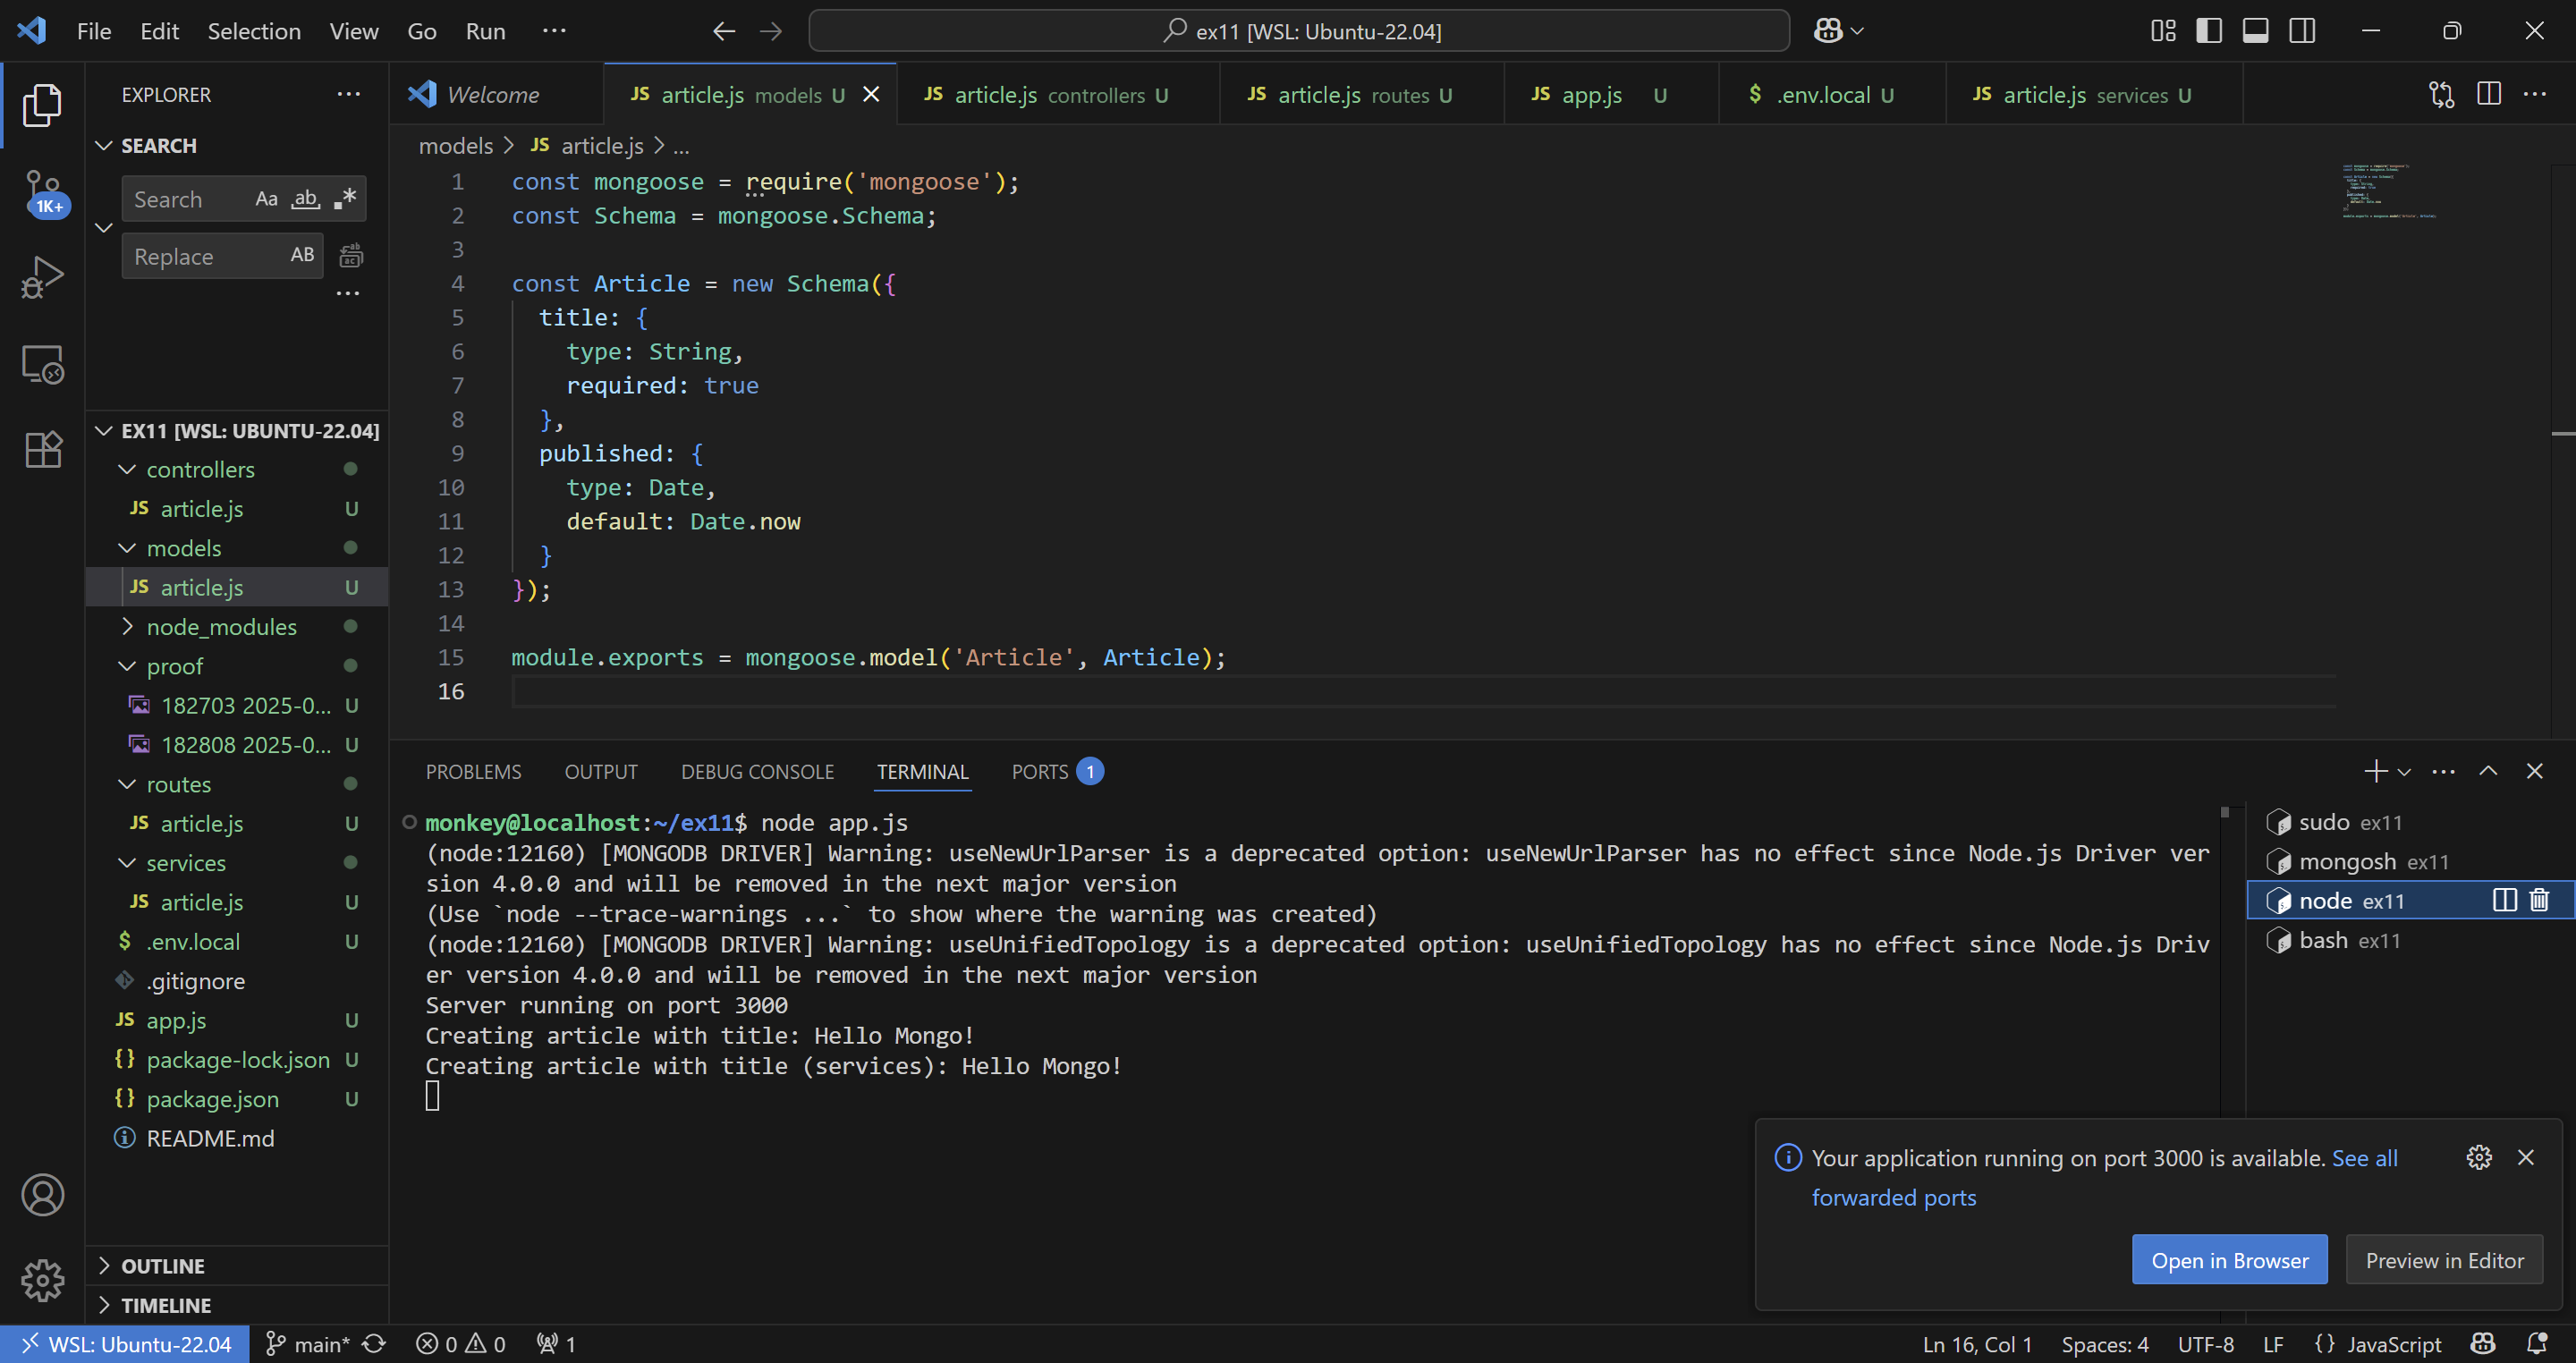 File Edit Selection View Go Run ...
ex11 [WSL: Ubuntu-22.04]
EXPLORER
SEARCH
Search Aa ab .*
Replace AB
EX11 [WSL: UBUNTU-22.04]
controllers
JS article.js U
models
JS article.js U
node_modules
proof
182703 2025-0... U
182808 2025-0... U
routes
JS article.js U
services
JS article.js U
$ .env.local U
.gitignore
JS app.js U
{} package-lock.json U
{} package.json U
README.md
OUTLINE
TIMELINE
1K+
Welcome
JS article.js models U
JS article.js controllers U
JS article.js routes U
JS app.js U
$ .env.local U
JS article.js services U
models > JS article.js > ...
1 const mongoose = require('mongoose');
2 const Schema = mongoose.Schema;
3
4 const Article = new Schema({
5 title: {
6 type: String,
7 required: true
8 },
9 published: {
10 type: Date,
11 default: Date.now
12 }
13 });
14
15 module.exports = mongoose.model('Article', Article);
16
PROBLEMS OUTPUT DEBUG CONSOLE TERMINAL PORTS 1
monkey@localhost:~/ex11$ node app.js
(node:12160) [MONGODB DRIVER] Warning: useNewUrlParser is a deprecated option: useNewUrlParser has no effect since Node.js Driver ver
sion 4.0.0 and will be removed in the next major version
(Use `node --trace-warnings ...` to show where the warning was created)
(node:12160) [MONGODB DRIVER] Warning: useUnifiedTopology is a deprecated option: useUnifiedTopology has no effect since Node.js Driv
er version 4.0.0 and will be removed in the next major version
Server running on port 3000
Creating article with title: Hello Mongo!
Creating article with title (services): Hello Mongo!
sudo ex11
mongosh ex11
node ex11
bash ex11
Your application running on port 3000 is available. See all
forwarded ports
Open in Browser
Preview in Editor
WSL: Ubuntu-22.04 main* 0 0 1
Ln 16, Col 1 Spaces: 4 UTF-8 LF {} JavaScript